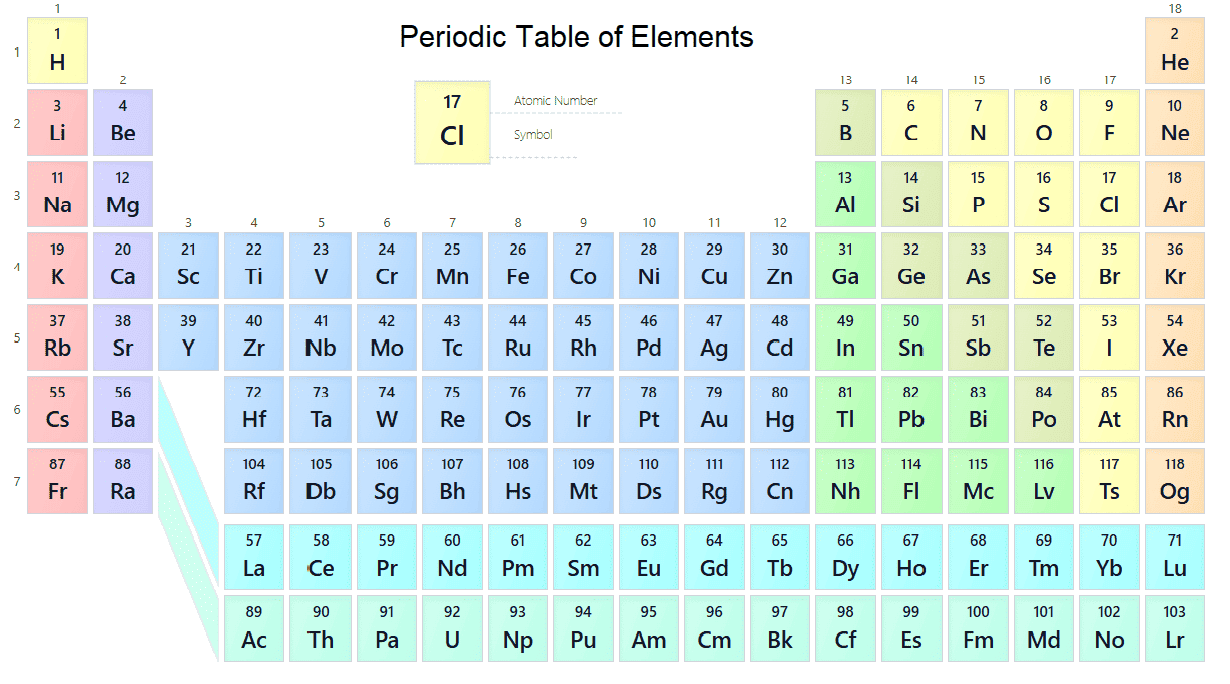 1 18
Periodic Table of Elements
1 1 2
H He
2 13 14 15 16 17
17 Atomic Number
Cl Symbol
3 4 5 6 7 8 9 10
2 Li Be B C N O F Ne
11 12 13 14 15 16 17 18
3 Na Mg Al Si P S Cl Ar
3 4 5 6 7 8 9 10 11 12
19 20 21 22 23 24 25 26 27 28 29 30 31 32 33 34 35 36
4 K Ca Sc Ti V Cr Mn Fe Co Ni Cu Zn Ga Ge As Se Br Kr
37 38 39 40 41 42 43 44 45 46 47 48 49 50 51 52 53 54
5 Rb Sr Y Zr Nb Mo Tc Ru Rh Pd Ag Cd In Sn Sb Te I Xe
55 56 72 73 74 75 76 77 78 79 80 81 82 83 84 85 86
6 Cs Ba Hf Ta W Re Os Ir Pt Au Hg Tl Pb Bi Po At Rn
87 88 104 105 106 107 108 109 110 111 112 113 114 115 116 117 118
7 Fr Ra Rf Db Sg Bh Hs Mt Ds Rg Cn Nh Fl Mc Lv Ts Og
57 58 59 60 61 62 63 64 65 66 67 68 69 70 71
La Ce Pr Nd Pm Sm Eu Gd Tb Dy Ho Er Tm Yb Lu
89 90 91 92 93 94 95 96 97 98 99 100 101 102 103
Ac Th Pa U Np Pu Am Cm Bk Cf Es Fm Md No Lr